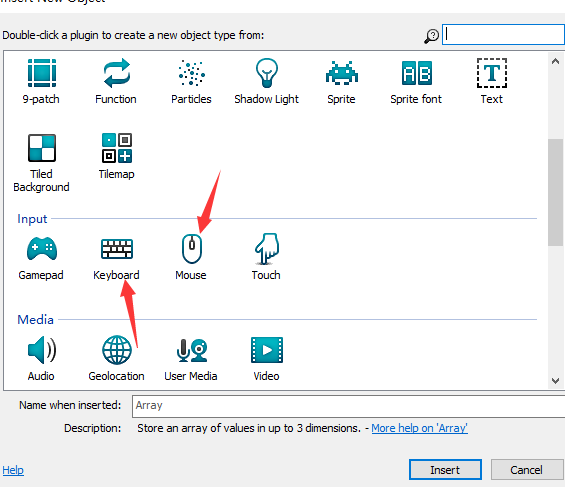 Insert New Object
Double-click a plugin to create a new object type from:
9-patch Function Particles Shadow Light Sprite Sprite font Text
Tiled Background Tilemap
Input
Gamepad Keyboard Mouse Touch
Media
Audio Geolocation User Media Video
Name when inserted: Array
Description: Store an array of values in up to 3 dimensions. - More help on 'Array'
Help Insert Cancel